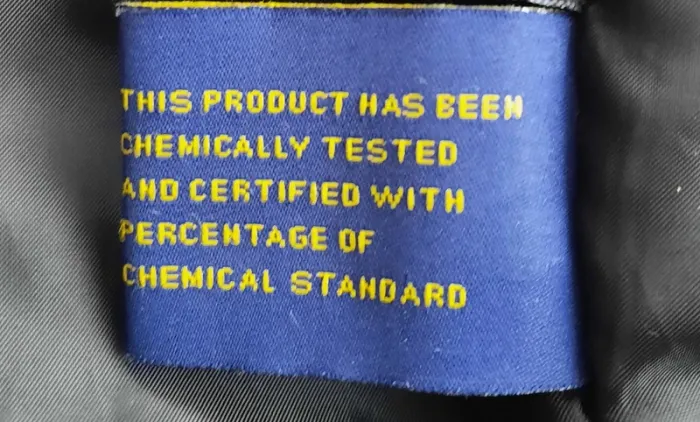 THIS PRODUCT HAS BEEN
CHEMICALLY TESTED
AND CERTIFIED WITH
PERCENTAGE OF
CHEMICAL STANDARD